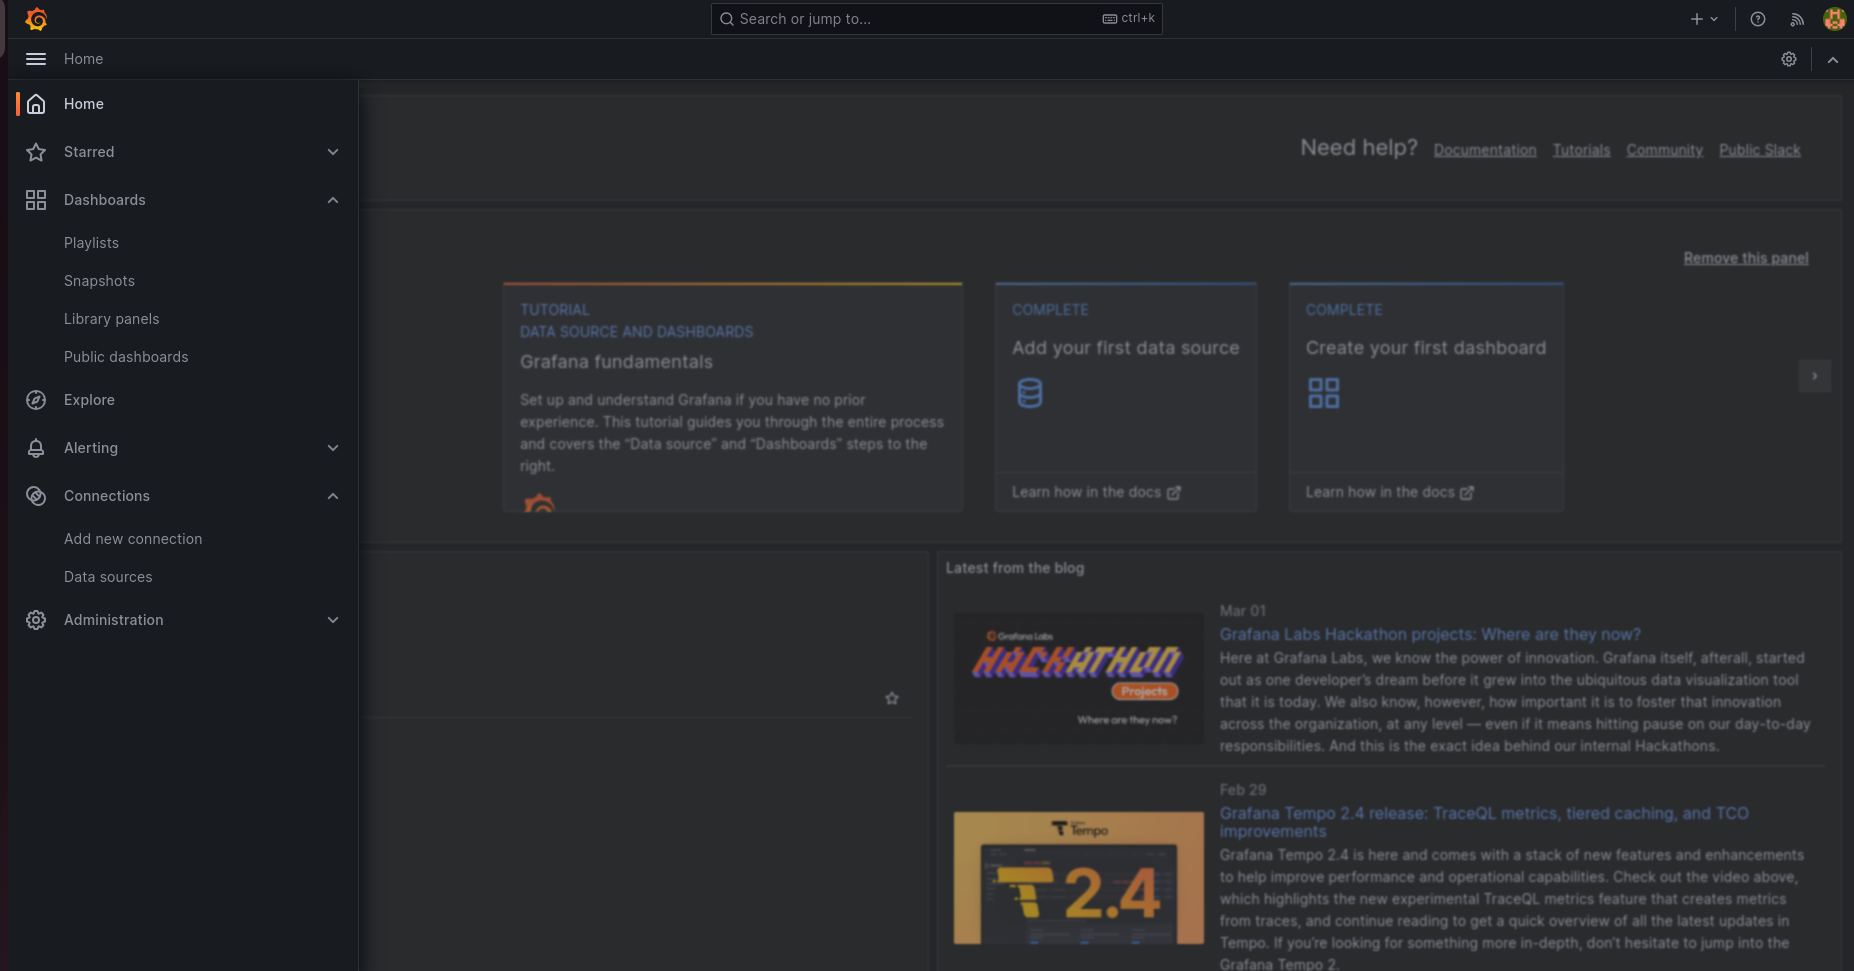 Search or jump to...
ctrl+k
Home
Home
Starred
Dashboards
Playlists
Snapshots
Library panels
Public dashboards
Explore
Alerting
Connections
Add new connection
Data sources
Administration
Need help?
Documentation
Tutorials
Community
Public Slack
Remove this panel
TUTORIAL
DATA SOURCE AND DASHBOARDS
Grafana fundamentals
Set up and understand Grafana if you have no prior
experience. This tutorial guides you through the entire process
and covers the “Data source” and “Dashboards” steps to the
right.
COMPLETE
Add your first data source
Learn how in the docs
COMPLETE
Create your first dashboard
Learn how in the docs
Latest from the blog
Grafana Labs
HACKATHON
Projects
Where are they now?
Mar 01
Grafana Labs Hackathon projects: Where are they now?
Here at Grafana Labs, we know the power of innovation. Grafana itself, afterall, started
out as one developer’s dream before it grew into the ubiquitous data visualization tool
that it is today. We also know, however, how important it is to foster that innovation
across the organization, at any level — even if it means hitting pause on our day-to-day
responsibilities. And this is the exact idea behind our internal Hackathons.
Tempo
2.4
Feb 29
Grafana Tempo 2.4 release: TraceQL metrics, tiered caching, and TCO
improvements
Grafana Tempo 2.4 is here and comes with a stack of new features and enhancements
to help improve performance and operational capabilities. Check out the video above,
which highlights the new experimental TraceQL metrics feature that creates metrics
from traces, and continue reading to get a quick overview of all the latest updates in
Tempo. If you’re looking for something more in-depth, don’t hesitate to jump into the
Grafana Tempo 2.